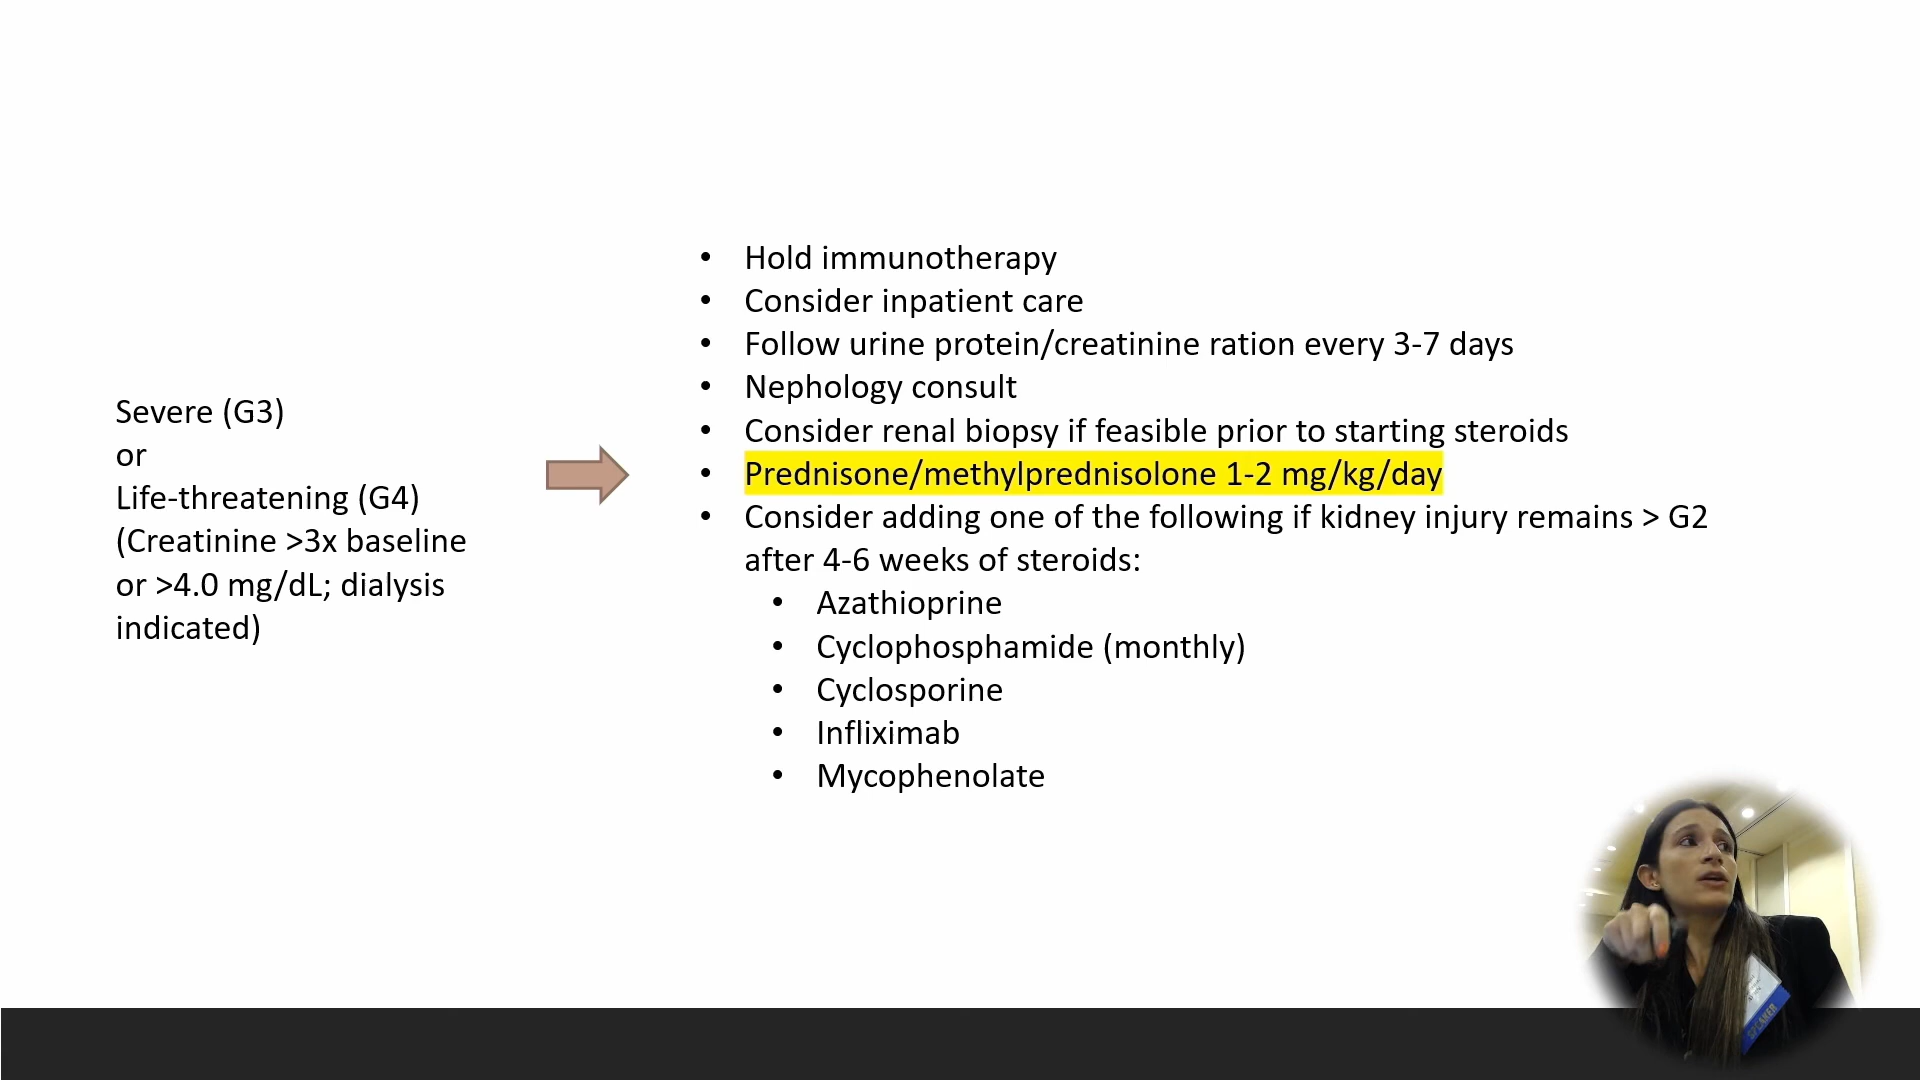 Severe (G3)
or
Life-threatening (G4)
(Creatinine >3x baseline
or >4.0 mg/dL; dialysis
indicated)
• Hold immunotherapy
• Consider inpatient care
• Follow urine protein/creatinine ration every 3-7 days
• Nephology consult
• Consider renal biopsy if feasible prior to starting steroids
• Prednisone/methylprednisolone 1-2 mg/kg/day
• Consider adding one of the following if kidney injury remains > G2
after 4-6 weeks of steroids:
• Azathioprine
• Cyclophosphamide (monthly)
• Cyclosporine
• Infliximab
• Mycophenolate
SPEAKER